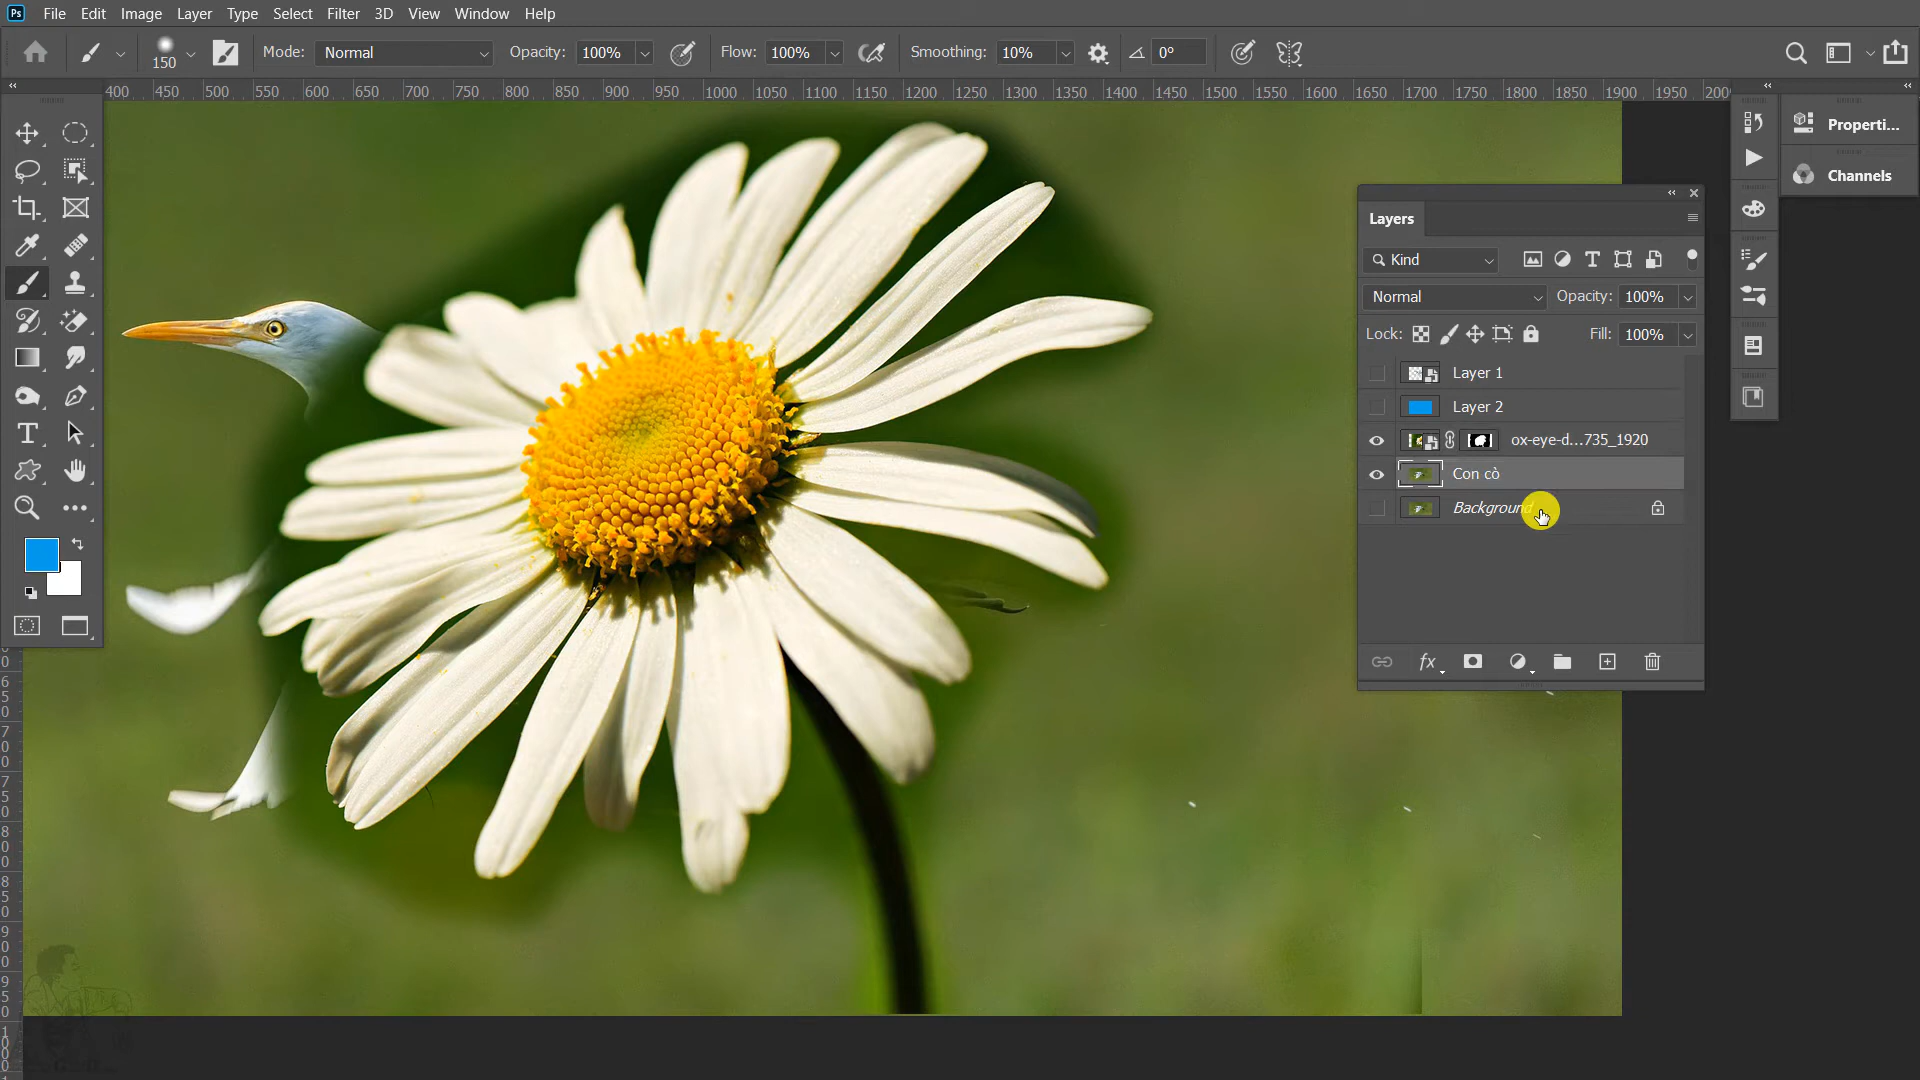 Ps File Edit Image Layer Type Select Filter 3D View Window Help
150 Mode: Normal Opacity: 100% Flow: 100% Smoothing: 10% 0°
400 450 500 550 600 650 700 750 800 850 900 950 1000 1050 1100 1150 1200 1250 1300 1350 1400 1450 1500 1550 1600 1650 1700 1750 1800 1850 1900 1950 200
Properti...
Channels
Layers
Kind
Normal Opacity: 100%
Lock: Fill: 100%
Layer 1
Layer 2
ox-eye-d...735_1920
Con cò
Background
fx